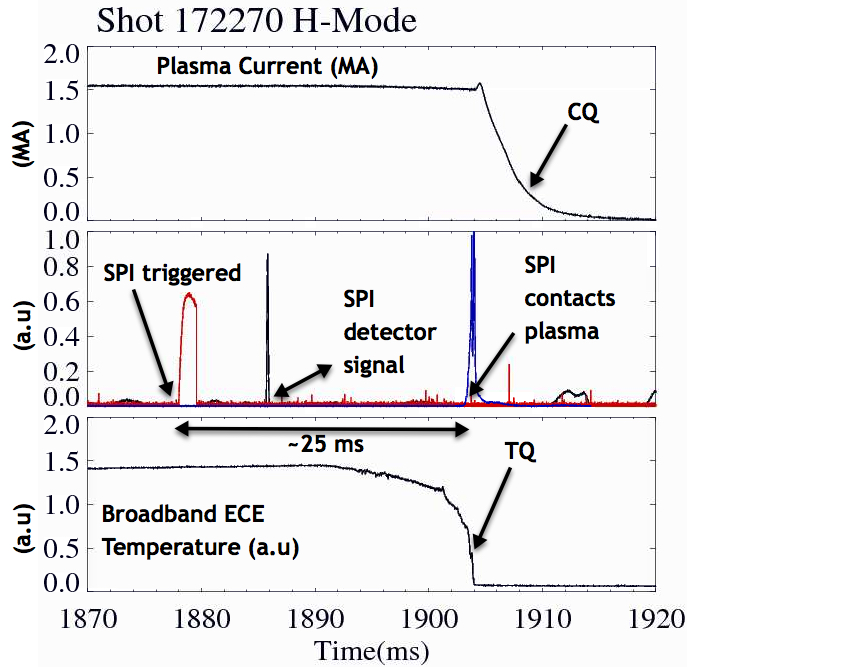 Shot 172270 H-Mode
2.0
Plasma Current (MA)
1.5
CQ
(MA)
1.0
0.5
0.0
1.0
SPI triggered
SPI
contacts
plasma
0.8
SPI
detector
signal
0.6
(a.u)
0.4
0.2
0.0
2.0
~25 ms
TQ
1.5
1.0
Broadband ECE
Temperature (a.u)
(a.u)
0.5
0.0
1870 1880 1890 1900 1910 1920
Time(ms)